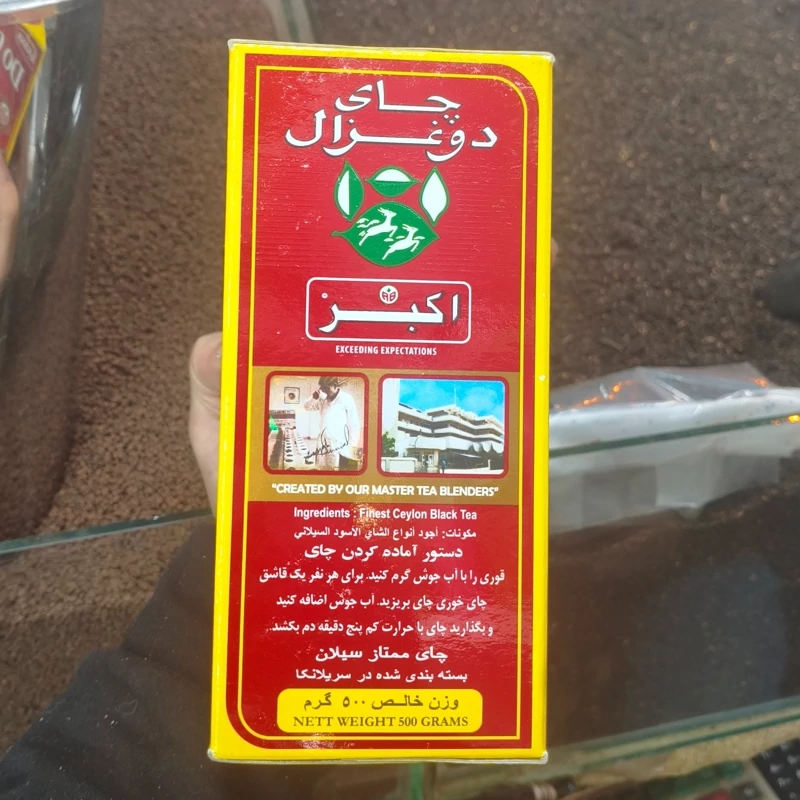 چای
دوغزال
اکبر
EXCEEDING EXPECTATIONS
"CREATED BY OUR MASTER TEA BLENDERS"
Ingredients : Finest Ceylon Black Tea
مكونات: أجود أنواع الشاي الأسود السيلاني
دستور آماده کردن چای
قوری را با آب جوش گرم کنید. برای هر نفر یک قاشق
چای خوری چای بریزید. آب جوش اضافه کنید
و بگذارید چای با حرارت کم پنج دقیقه دم بکشد.
چای ممتاز سیلان
بسته بندی شده در سریلانکا
وزن خالص ۵۰۰ گرم
NETT WEIGHT 500 GRAMS
DO